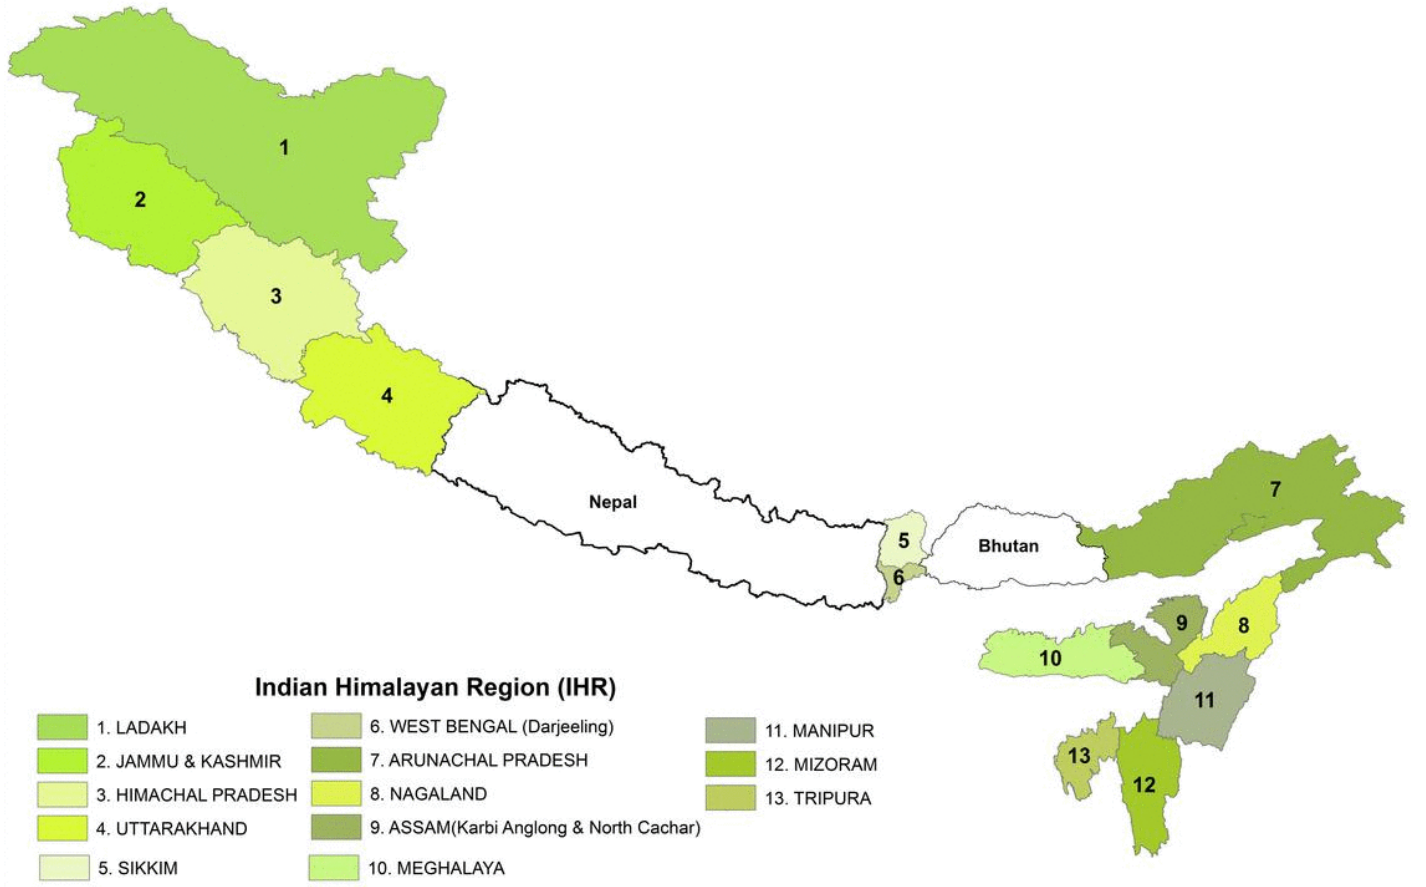 1
2
3
4
Nepal
5
6
Bhutan
7
8
9
10
11
12
13
Indian Himalayan Region (IHR)
1. LADAKH
2. JAMMU & KASHMIR
3. HIMACHAL PRADESH
4. UTTARAKHAND
5. SIKKIM
6. WEST BENGAL (Darjeeling)
7. ARUNACHAL PRADESH
8. NAGALAND
9. ASSAM(Karbi Anglong & North Cachar)
10. MEGHALAYA
11. MANIPUR
12. MIZORAM
13. TRIPURA